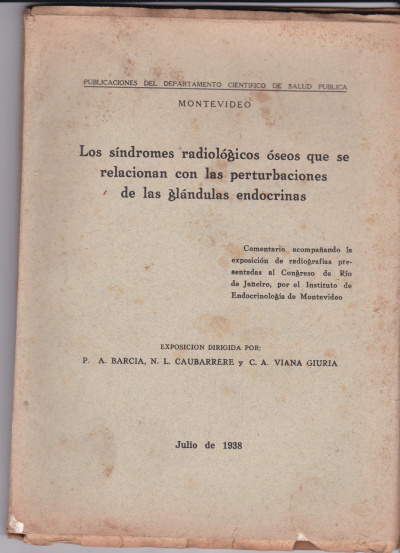 PUBLICACIONES DEL DEPARTAMENTO CIENTIFICO DE SALUD PUBLICA
MONTEVIDEO
Los síndromes radiológicos óseos que se
relacionan con las perturbaciones
de las glándulas endocrinas
Comentario acompañando la
exposición de radiografías pre-
sentadas al Congreso de Río
de Janeiro, por el Instituto de
Endocrinología de Montevideo
EXPOSICION DIRIGIDA POR:
P. A. BARCIA, N. L. CAUBARRERE y C. A. VIANA GIURIA
Julio de 1938